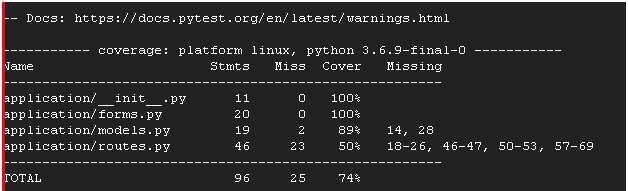 -- Docs: https://docs.pytest.org/en/latest/warnings.html
----------- coverage: platform linux, python 3.6.9-final-0 -----------
Name                      Stmts   Miss  Cover   Missing
-------------------------------------------------------
application/__init__.py      11      0   100%
application/forms.py         20      0   100%
application/models.py        19      2    89%   14, 28
application/routes.py        46     23    50%   18-26, 46-47, 50-53, 57-69
-------------------------------------------------------
TOTAL                        96     25    74%